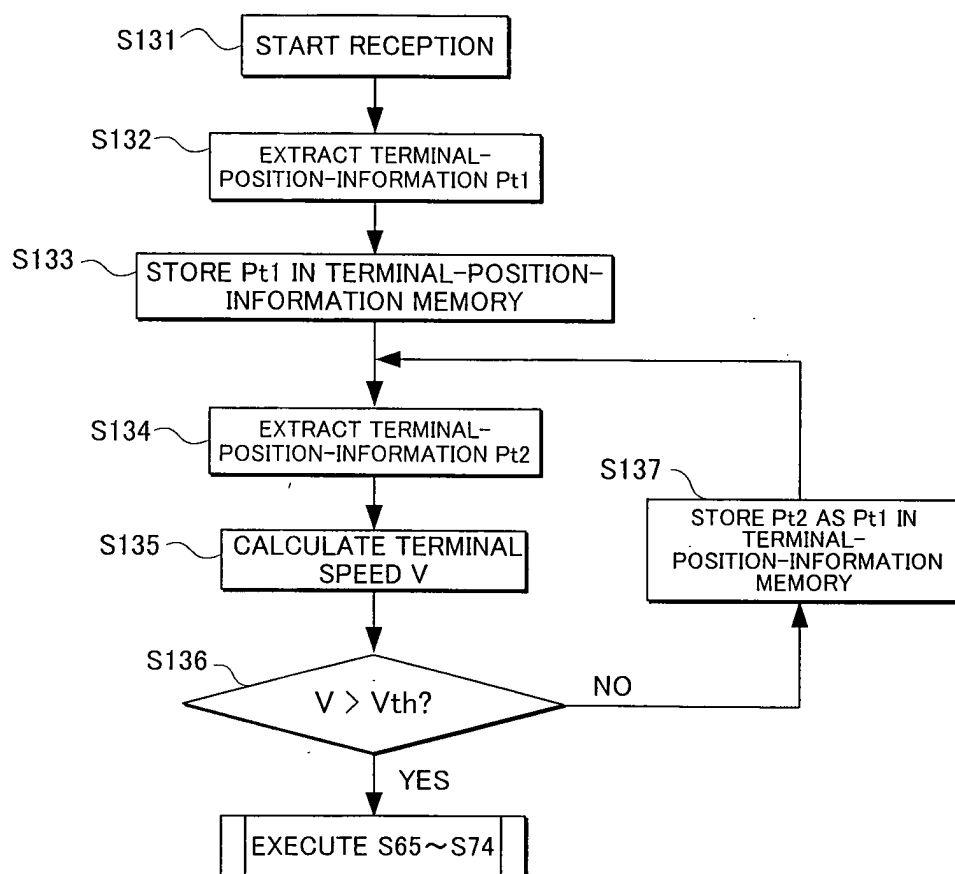 S131
START RECEPTION
S132
EXTRACT TERMINAL-
POSITION-INFORMATION Pt1
S133
STORE Pt1 IN TERMINAL-POSITION-
INFORMATION MEMORY
S134
EXTRACT TERMINAL-
POSITION-INFORMATION Pt2
S137
STORE Pt2 AS Pt1 IN
TERMINAL-
POSITION-INFORMATION
MEMORY
S135
CALCULATE TERMINAL
SPEED V
S136
V > Vth?
NO
YES
EXECUTE S65~S74